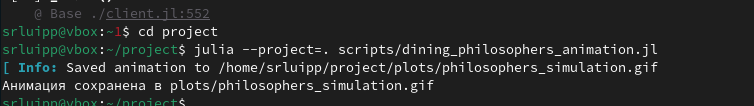 @ Base ./client.jl:552
srluipp@vbox:~1$ cd project
srluipp@vbox:~/project$ julia --project=. scripts/dining_philosophers_animation.jl
[ Info: Saved animation to /home/srluipp/project/plots/philosophers_simulation.gif
Анимация сохранена в plots/philosophers_simulation.gif
srluipp@vbox:~/project$